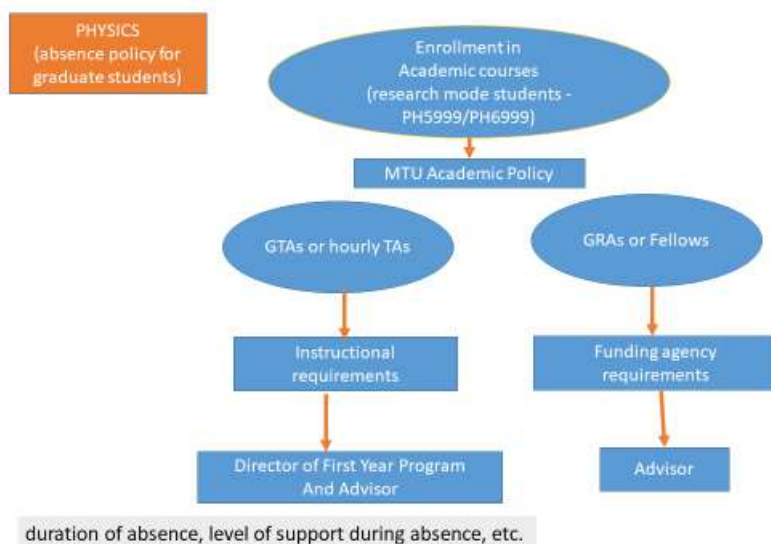 PHYSICS
(absence policy for
graduate students)
Enrollment in
Academic courses
(research mode students -
PH5999/PH6999)
MTU Academic Policy
GTAs or hourly TAs
GRAs or Fellows
Instructional
requirements
Funding agency
requirements
Director of First Year Program
And Advisor
Advisor
duration of absence, level of support during absence, etc.